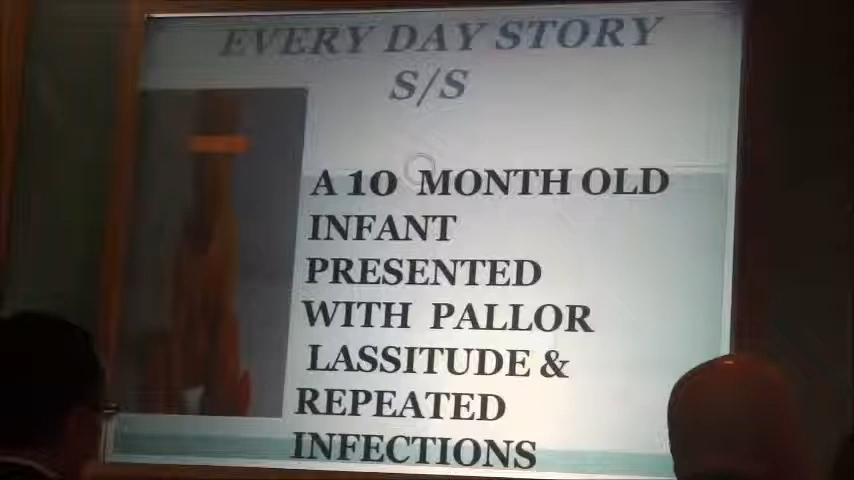 EVERY DAY STORY
S/S
A 10 MONTH OLD
INFANT
PRESENTED
WITH PALLOR
LASSITUDE &
REPEATED
INFECTIONS